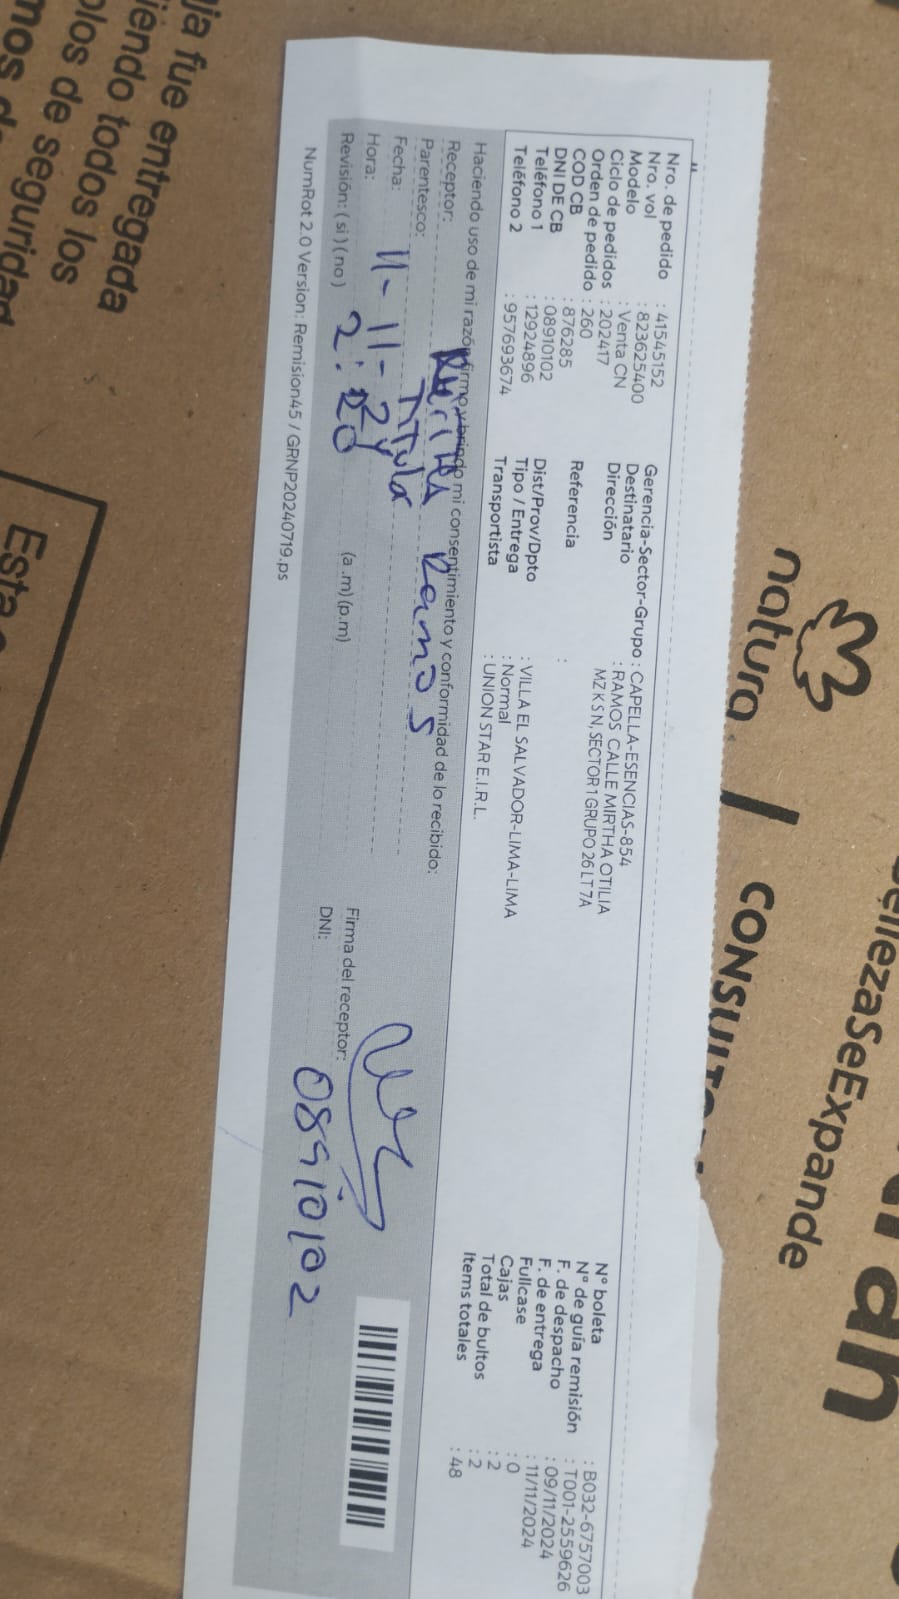 natura | CONSULTO
ellezaSeExpande
ran
ja fue entregada
iendo todos los
olos de seguridad
mos d
Esta
Nro. de pedido : 41545152
Nro. vol : 823625400
Modelo : Venta CN
Ciclo de pedidos : 202417
Orden de pedido : 260
COD CB : 876285
DNI DE CB : 08910102
Teléfono 1 : 12924896
Teléfono 2 : 957693674
Gerencia-Sector-Grupo : CAPELLA-ESENCIAS-854
Destinatario : RAMOS CALLE MIRTHA OTILIA
Dirección MZ K S N, SECTOR 1 GRUPO 26 LT 7A
Referencia :
Dist/Prov/Dpto : VILLA EL SALVADOR-LIMA-LIMA
Tipo / Entrega : Normal
Transportista : UNION STAR E.I.R.L.
N° boleta : B032-6757003
N° de guía remisión : T001-2559626
F. de despacho : 09/11/2024
F. de entrega : 11/11/2024
Fullcase : 0
Cajas : 2
Total de bultos : 2
Items totales : 48
Haciendo uso de mi razón firmo y brindo mi consentimiento y conformidad de lo recibido:
Receptor: Ramos
Parentesco: Titula
Fecha: 11-11-24
Hora: 2:20 (a .m) (p.m)
Revisión: ( si ) ( no )
Firma del receptor:
DNI: 08910102
NumRot 2.0 Version: Remision45 / GRNP20240719.ps